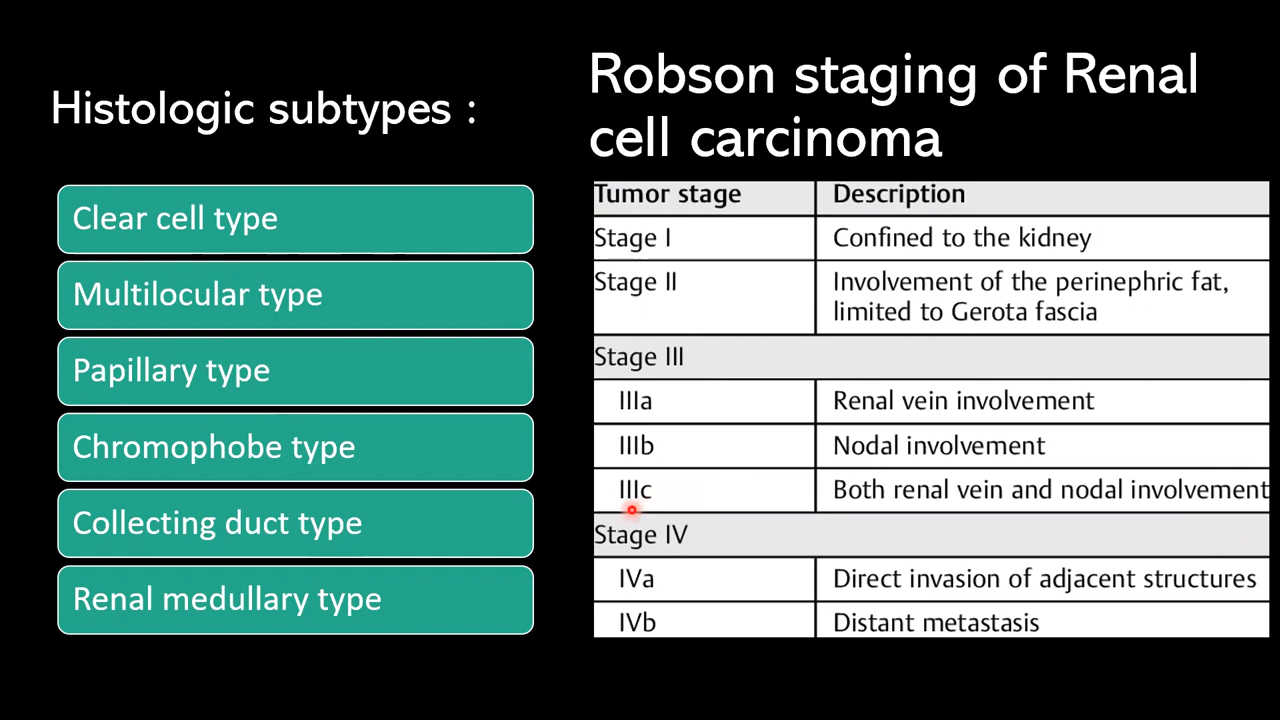 Histologic subtypes :
Clear cell type
Multilocular type
Papillary type
Chromophobe type
Collecting duct type
Renal medullary type
Robson staging of Renal
cell carcinoma
Tumor stage Description
Stage I Confined to the kidney
Stage II Involvement of the perinephric fat,
limited to Gerota fascia
Stage III
IIIa Renal vein involvement
IIIb Nodal involvement
IIIc Both renal vein and nodal involvement
Stage IV
IVa Direct invasion of adjacent structures
IVb Distant metastasis